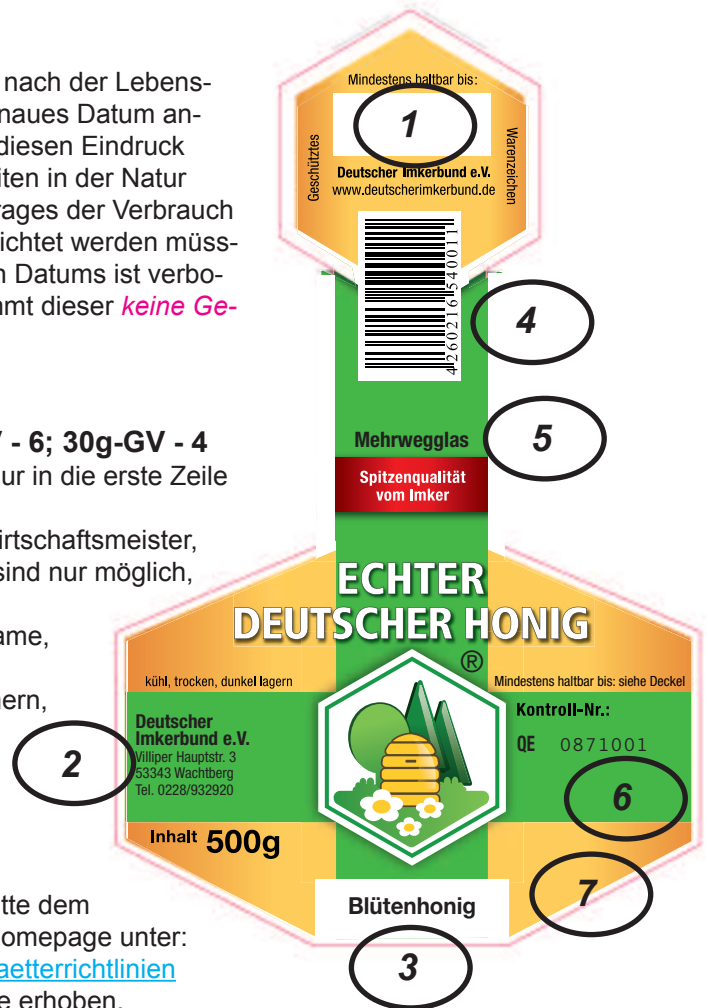 nach der Lebens-
naues Datum an-
diesen Eindruck
iten in der Natur
rages der Verbrauch
ichtet werden müss-
n Datums ist verbo-
mmt dieser keine Ge-
- 6; 30g-GV - 4
ur in die erste Zeile
irtschaftsmeister,
sind nur möglich,
ame,
nern,
tte dem
omepage unter:
aetterrichtlinien
e erhoben.
Mindestens haltbar bis:
1
Geschütztes
Warenzeichen
Deutscher Imkerbund e.V.
www.deutscherimkerbund.de
4260216540011
4
Mehrwegglas
5
Spitzenqualität
vom Imker
ECHTER
DEUTSCHER HONIG
®
kühl, trocken, dunkel lagern
Mindestens haltbar bis: siehe Deckel
Deutscher
Imkerbund e.V.
Villiper Hauptstr. 3
53343 Wachtberg
Tel. 0228/932920
2
Kontroll-Nr.:
QE 0871001
6
Inhalt 500g
7
Blütenhonig
3